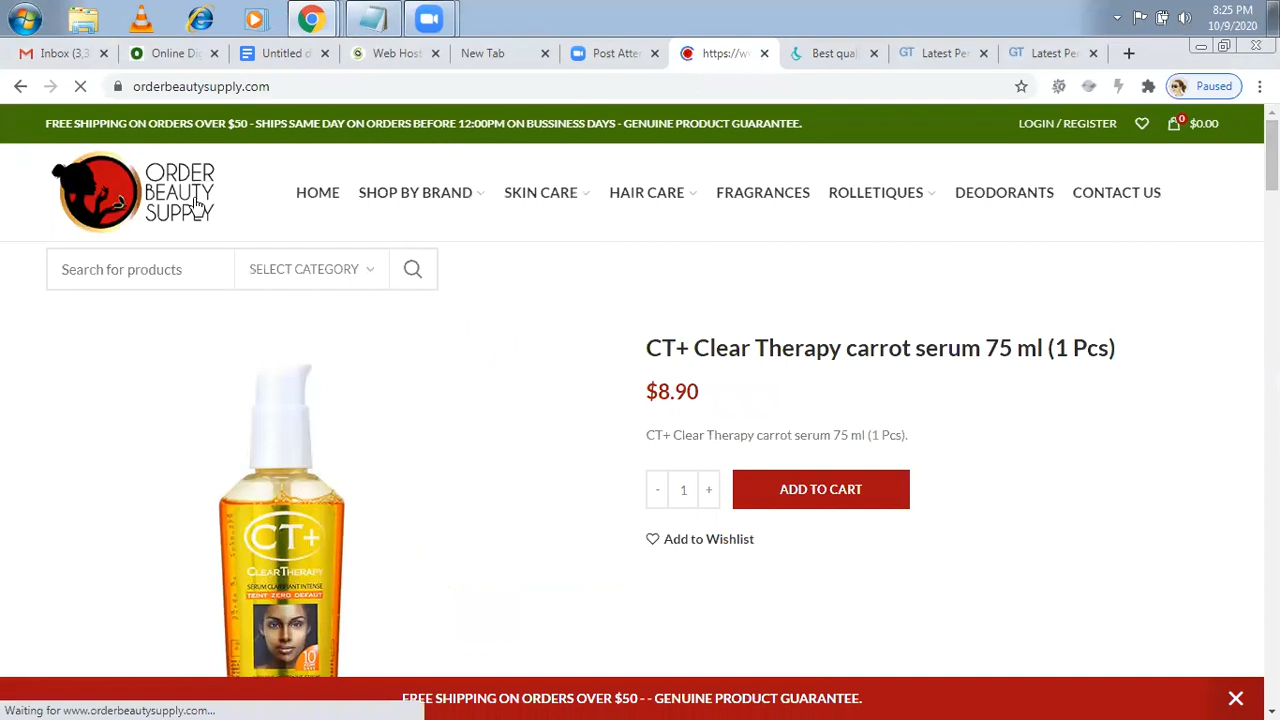 8:25 PM
10/9/2020
Inbox (3,3
Online Di
Untitled d
Web Host
New Tab
Post Atter
https://w
Best qual
Latest Per
Latest Per
orderbeautysupply.com
Paused
FREE SHIPPING ON ORDERS OVER $50 - SHIPS SAME DAY ON ORDERS BEFORE 12:00PM ON BUSSINESS DAYS - GENUINE PRODUCT GUARANTEE.
LOGIN / REGISTER
0
$0.00
ORDER
BEAUTY
SUPPLY
HOME
SHOP BY BRAND
SKIN CARE
HAIR CARE
FRAGRANCES
ROLLETIQUES
DEODORANTS
CONTACT US
Search for products
SELECT CATEGORY
CT+ Clear Therapy carrot serum 75 ml (1 Pcs)
$8.90
CT+ Clear Therapy carrot serum 75 ml (1 Pcs).
- 1 +
ADD TO CART
Add to Wishlist
CT+
CLEAR THERAPY
SERUM CLARIFIANT INTENSE
TEINT ZERO DEFAUT
10
FREE SHIPPING ON ORDERS OVER $50 - - GENUINE PRODUCT GUARANTEE.
Waiting for www.orderbeautysupply.com...